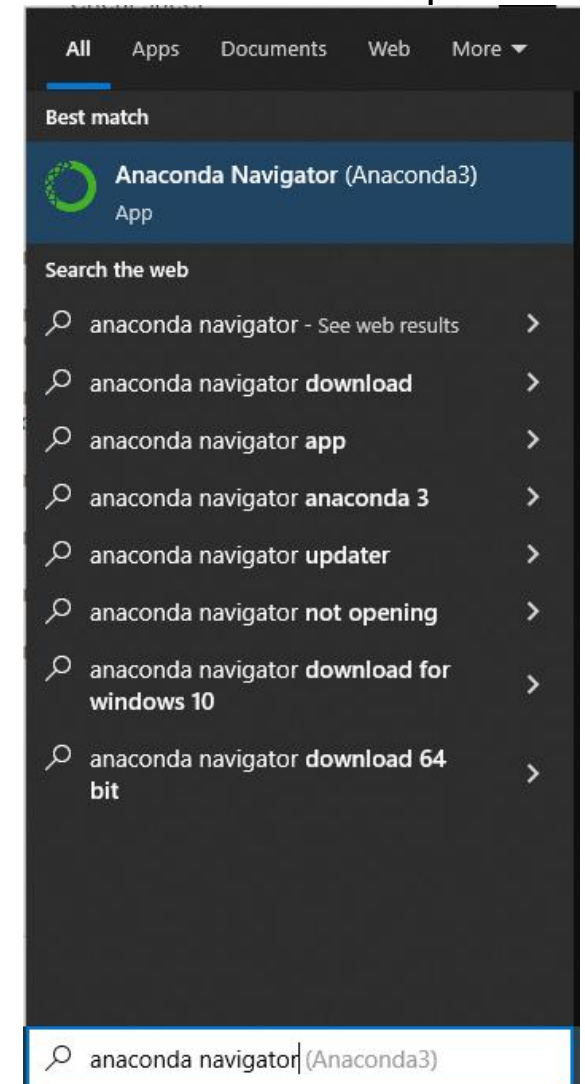 All Apps Documents Web More
Best match
Anaconda Navigator (Anaconda3)
App
Search the web
anaconda navigator - See web results
anaconda navigator download
anaconda navigator app
anaconda navigator anaconda 3
anaconda navigator updater
anaconda navigator not opening
anaconda navigator download for
windows 10
anaconda navigator download 64
bit
anaconda navigator (Anaconda3)